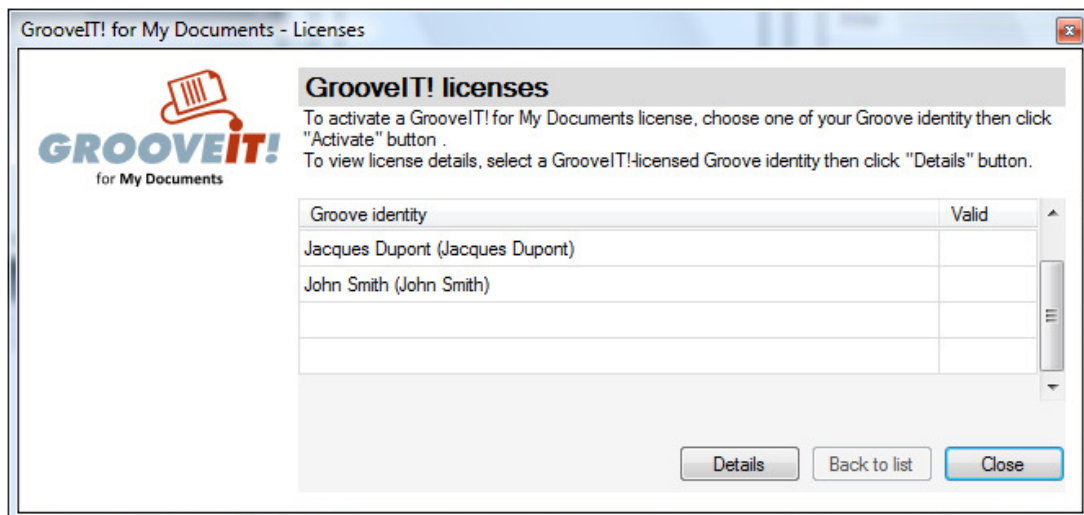 GrooveIT! for My Documents - Licenses
GROOVEIT!
for My Documents
GrooveIT! licenses
To activate a GrooveIT! for My Documents license, choose one of your Groove identity then click
"Activate" button .
To view license details, select a GrooveIT!-licensed Groove identity then click "Details" button.
Groove identity Valid
Jacques Dupont (Jacques Dupont)
John Smith (John Smith)
Details Back to list Close